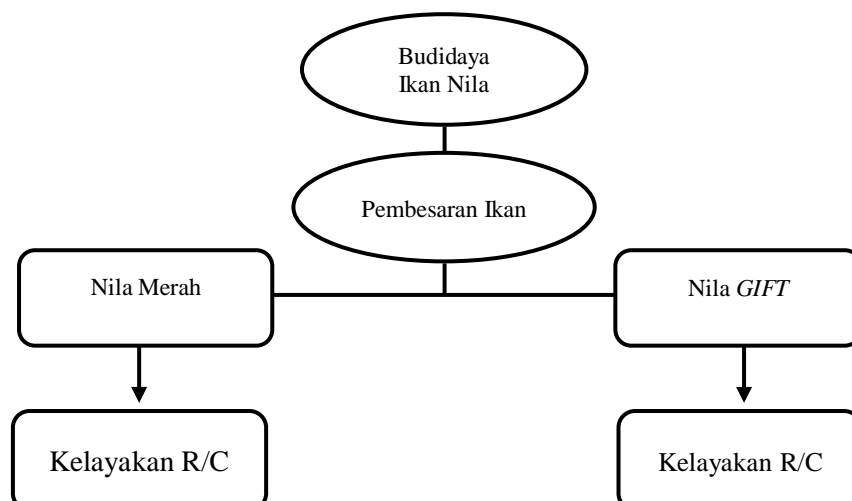 Budidaya
Ikan Nila
Pembesaran Ikan
Nila Merah
Nila GIFT
Kelayakan R/C
Kelayakan R/C